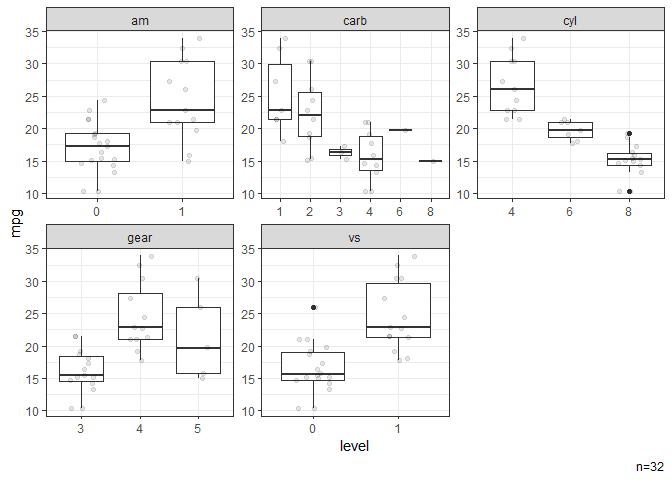 am carb cyl
35 35 35
30 30 30
25 25 25
20 20 20
15 15 15
10 10 10
0 1 1 2 3 4 6 8 4 6 8
mpg
gear vs
35 35
30 30
25 25
20 20
15 15
10 10
3 4 5 0 1
level
n=32